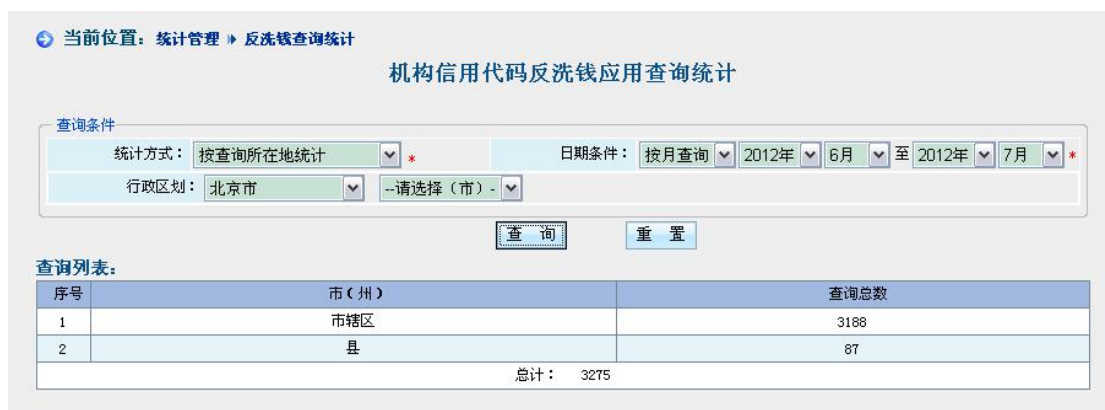 当前位置：统计管理 » 反洗钱查询统计
机构信用代码反洗钱应用查询统计
查询条件
统计方式： 按查询所在地统计 * 日期条件： 按月查询 2012年 6月 至 2012年 7月 *
行政区划： 北京市 --请选择（市）-
查 询 重 置
查询列表：
序号 市(州) 查询总数
1 市辖区 3188
2 县 87
总计： 3275